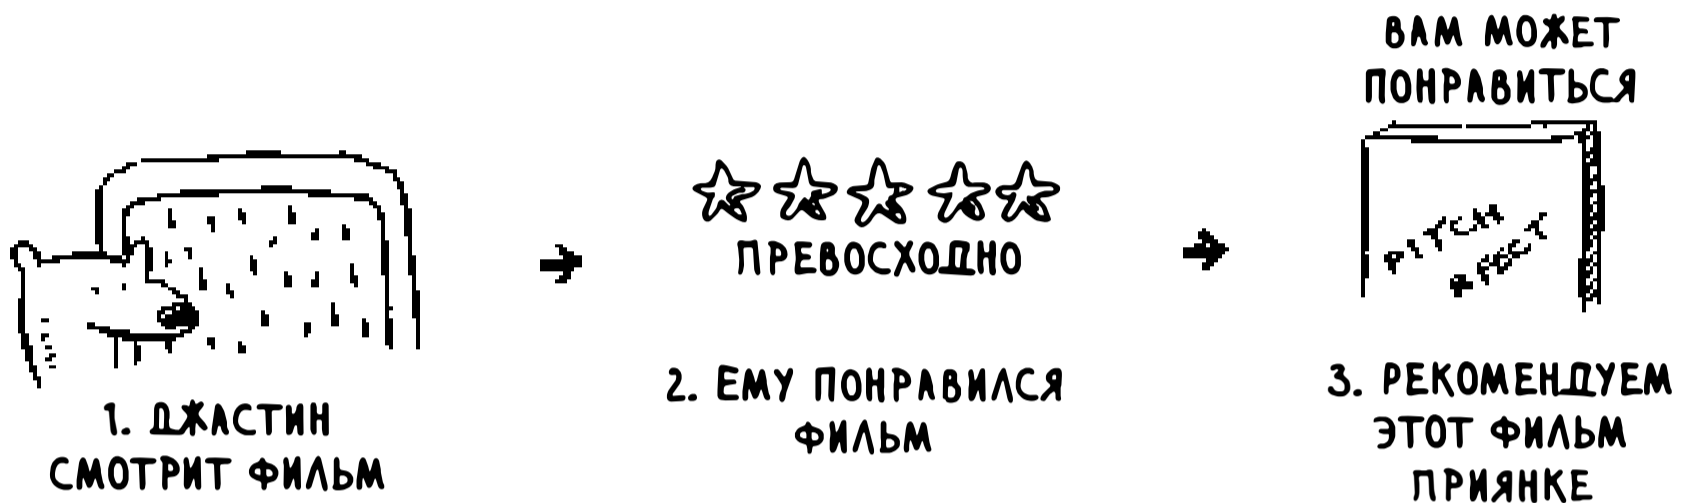 1. ДЖАСТИН
СМОТРИТ ФИЛЬМ
ПРЕВОСХОДНО
2. ЕМУ ПОНРАВИЛСЯ
ФИЛЬМ
ВАМ МОЖЕТ
ПОНРАВИТЬСЯ
PITCH
PERFECT
3. РЕКОМЕНДУЕМ
ЭТОТ ФИЛЬМ
ПРИЯНКЕ